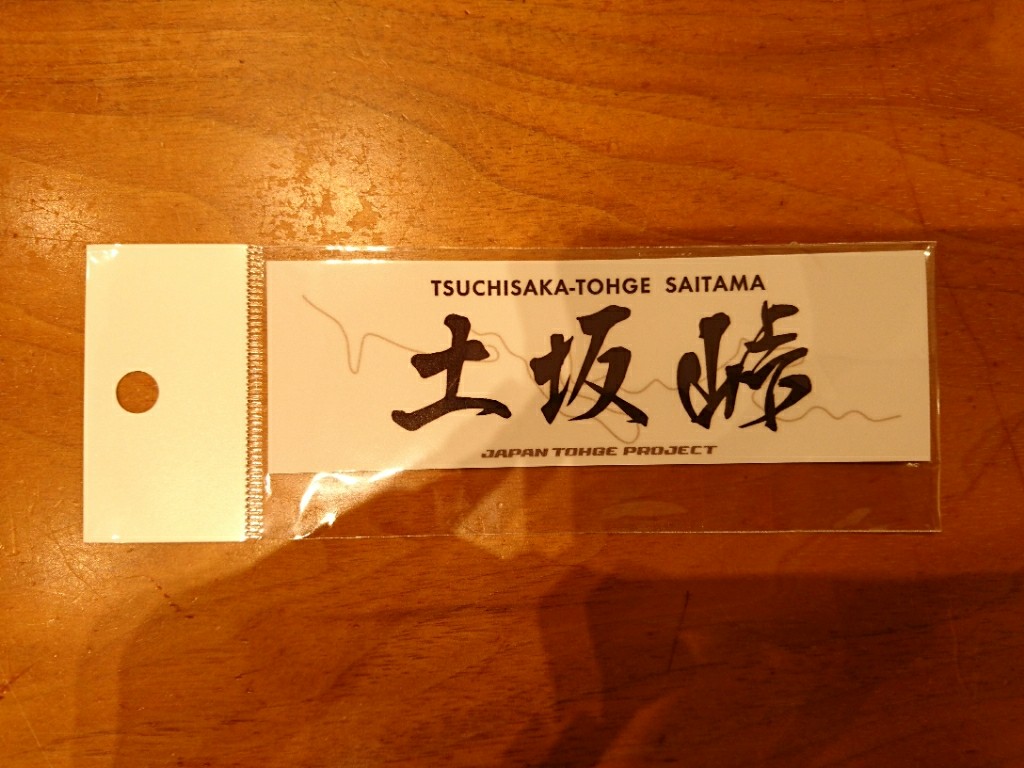 TSUCHISAKA-TOHGE SAITAMA
土坂峠
JAPAN TOHGE PROJECT